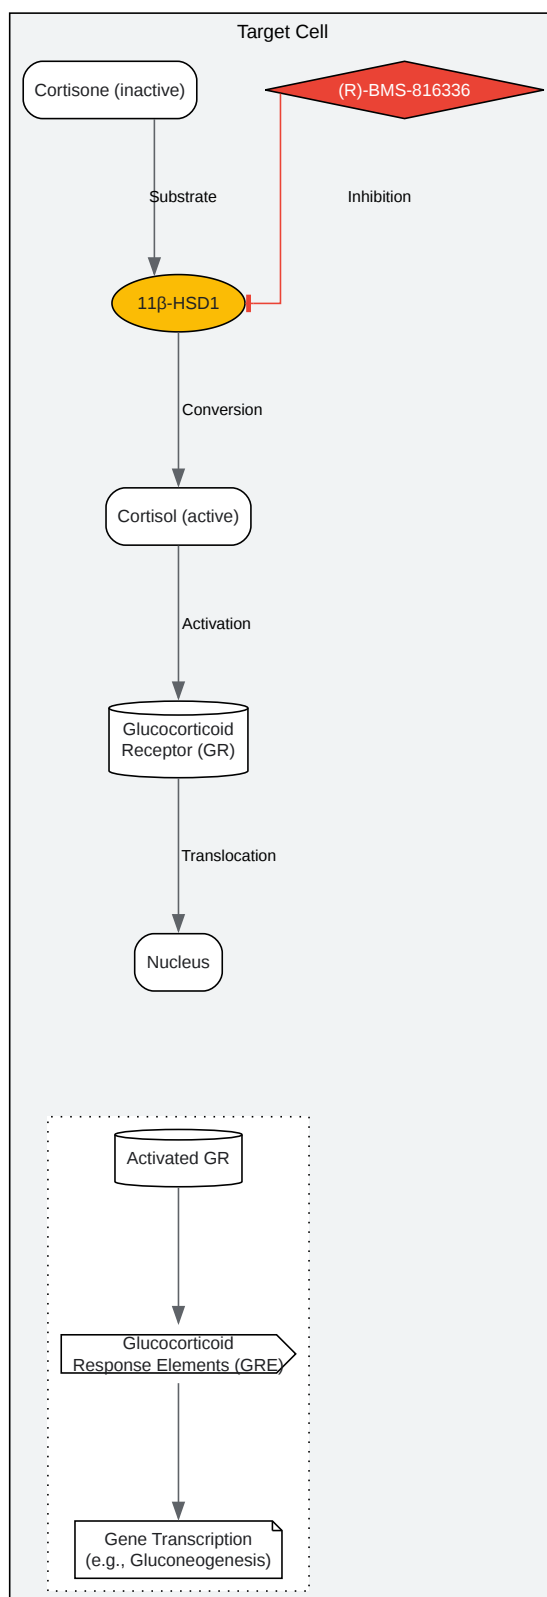 Target Cell
Cortisone (inactive)
(R)-BMS-816336
Substrate
Inhibition
11β-HSD1
Conversion
Cortisol (active)
Activation
Glucocorticoid
Receptor (GR)
Translocation
Nucleus
Activated GR
Glucocorticoid
Response Elements (GRE)
Gene Transcription
(e.g., Gluconeogenesis)